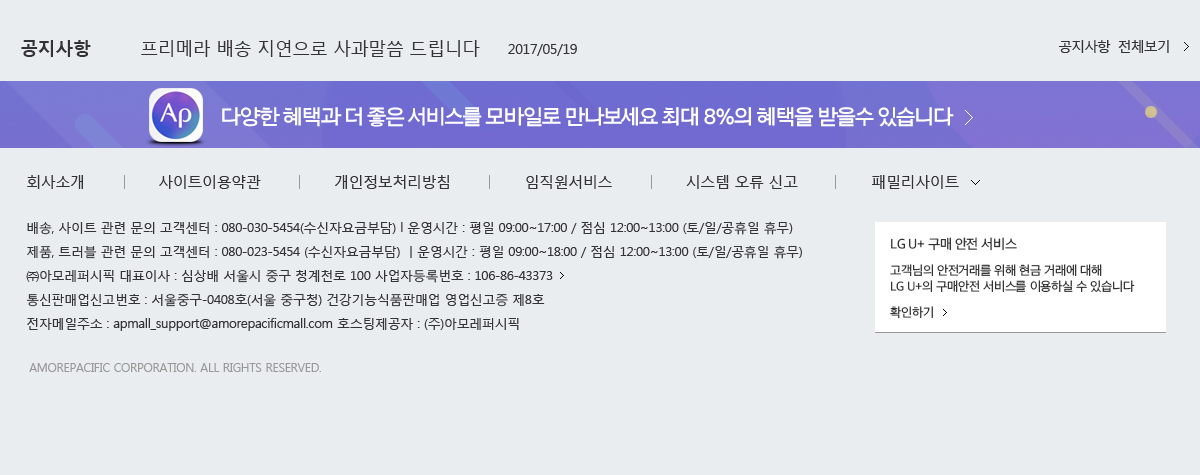 공지사항 프리메라 배송 지연으로 사과말씀 드립니다 2017/05/19 공지사항 전체보기 >
Ap 다양한 혜택과 더 좋은 서비스를 모바일로 만나보세요 최대 8%의 혜택을 받을수 있습니다 >
회사소개 | 사이트이용약관 | 개인정보처리방침 | 임직원서비스 | 시스템 오류 신고 | 패밀리사이트
배송, 사이트 관련 문의 고객센터 : 080-030-5454(수신자요금부담) l 운영시간 : 평일 09:00~17:00 / 점심 12:00~13:00 (토/일/공휴일 휴무)
제품, 트러블 관련 문의 고객센터 : 080-023-5454 (수신자요금부담) | 운영시간 : 평일 09:00~18:00 / 점심 12:00~13:00 (토/일/공휴일 휴무)
㈜아모레퍼시픽 대표이사 : 심상배 서울시 중구 청계천로 100 사업자등록번호 : 106-86-43373 >
통신판매업신고번호 : 서울중구-0408호(서울 중구청) 건강기능식품판매업 영업신고증 제8호
전자메일주소 : apmall_support@amorepacificmall.com 호스팅제공자 : (주)아모레퍼시픽
AMOREPACIFIC CORPORATION. ALL RIGHTS RESERVED.
LG U+ 구매 안전 서비스
고객님의 안전거래를 위해 현금 거래에 대해
LG U+의 구매안전 서비스를 이용하실 수 있습니다
확인하기 >